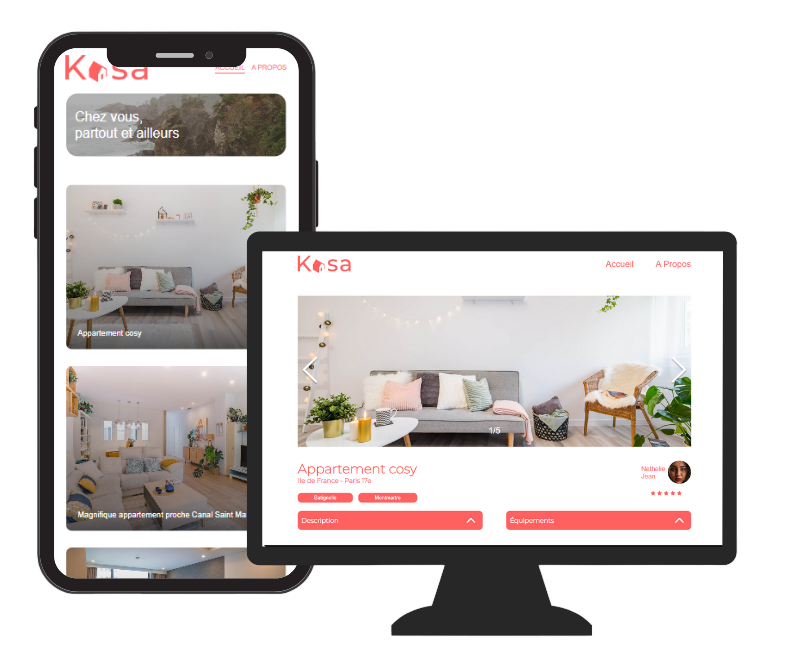 Kasa
ACCUEIL A PROPOS
Chez vous,
partout et ailleurs
Appartement cosy
Magnifique appartement proche Canal Saint Ma
Kasa
Accueil A Propos
1/5
Appartement cosy
Ile de France - Paris 17e
Nathalie
Jean
Batignolle Montmartre
Description Équipements